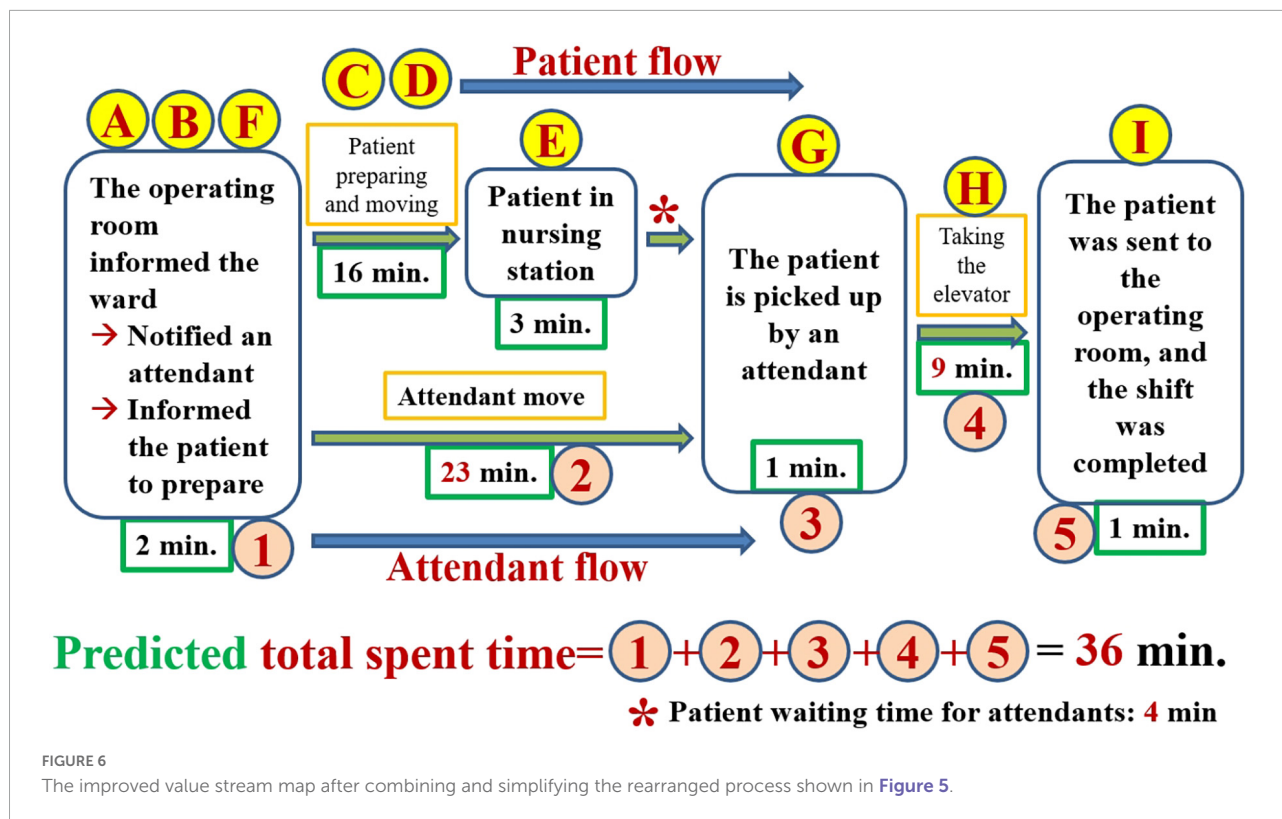 C D Patient flow
A B F
The operating
room
informed the
ward
→ Notified an
attendant
→ Informed
the patient
to prepare
2 min. 1
Patient
preparing
and moving
16 min.
E
Patient in
nursing
station
3 min.
*
Attendant move
23 min. 2
Attendant flow
G
The patient
is picked up
by an
attendant
1 min.
3
H
Taking
the
elevator
9 min.
4
I
The patient
was sent to
the
operating
room, and
the shift
was
completed
5 1 min.
Predicted total spent time= 1 + 2 + 3 + 4 + 5 = 36 min.
* Patient waiting time for attendants: 4 min
FIGURE 6
The improved value stream map after combining and simplifying the rearranged process shown in Figure 5.